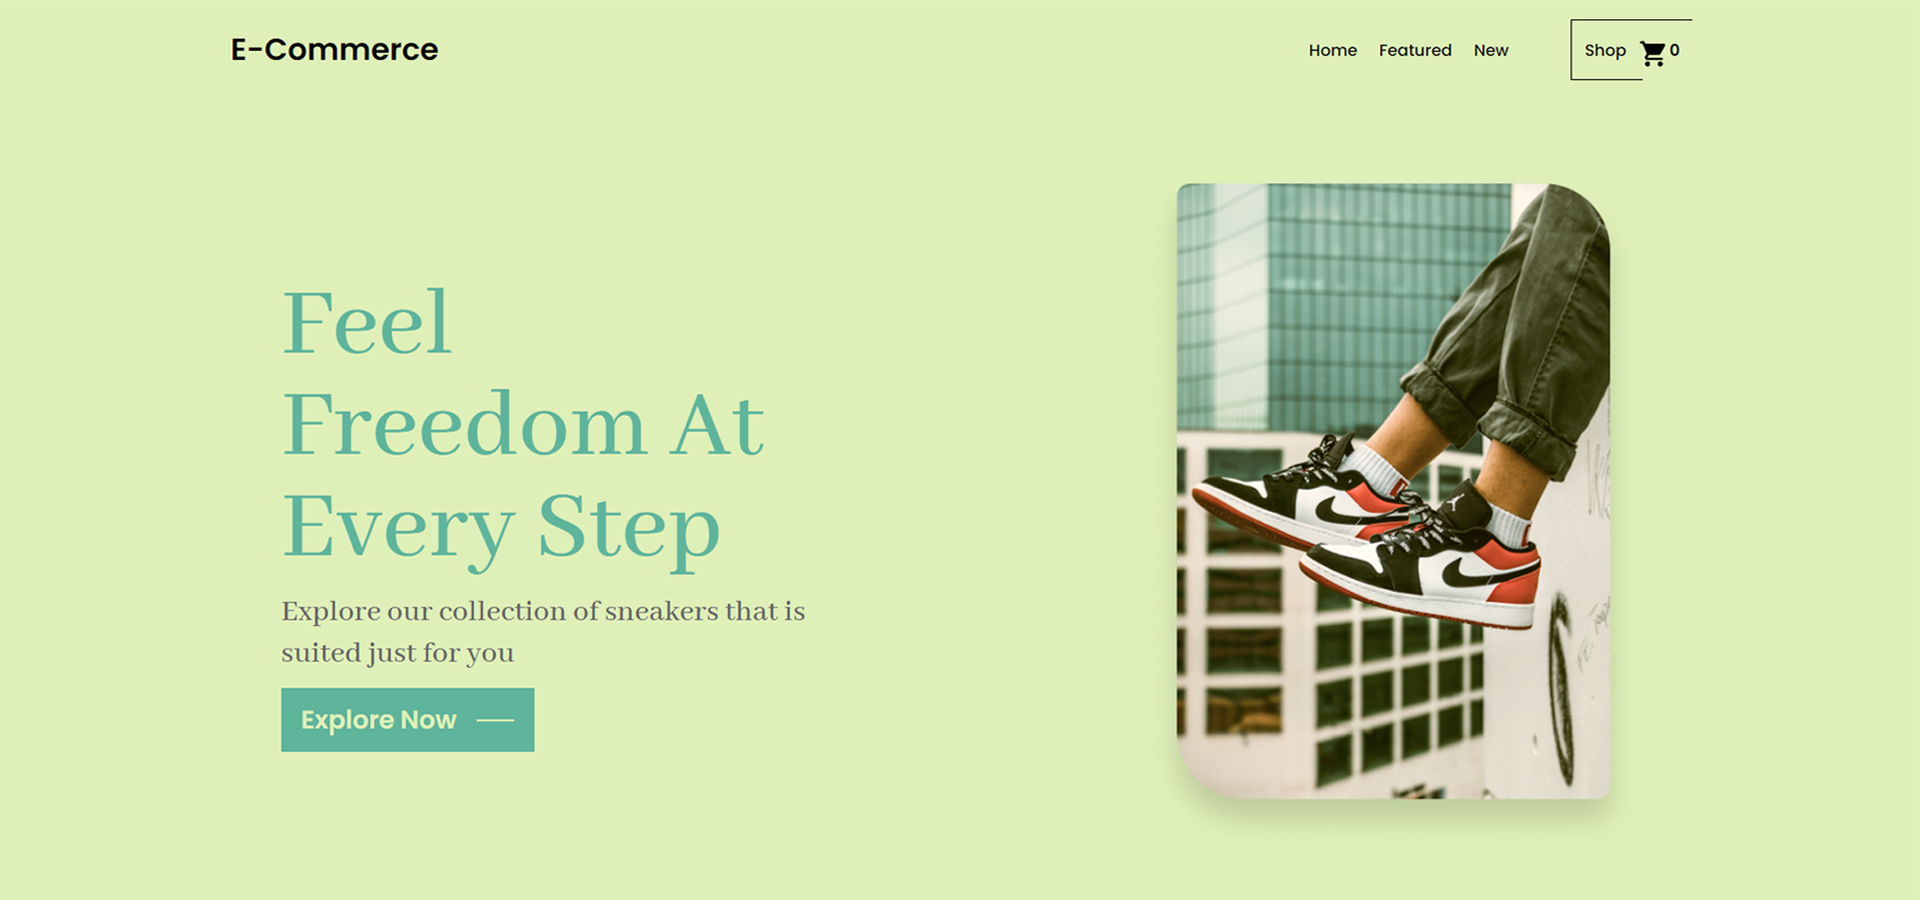 E-Commerce
Home Featured New Shop 0
Feel
Freedom At
Every Step
Explore our collection of sneakers that is
suited just for you
Explore Now